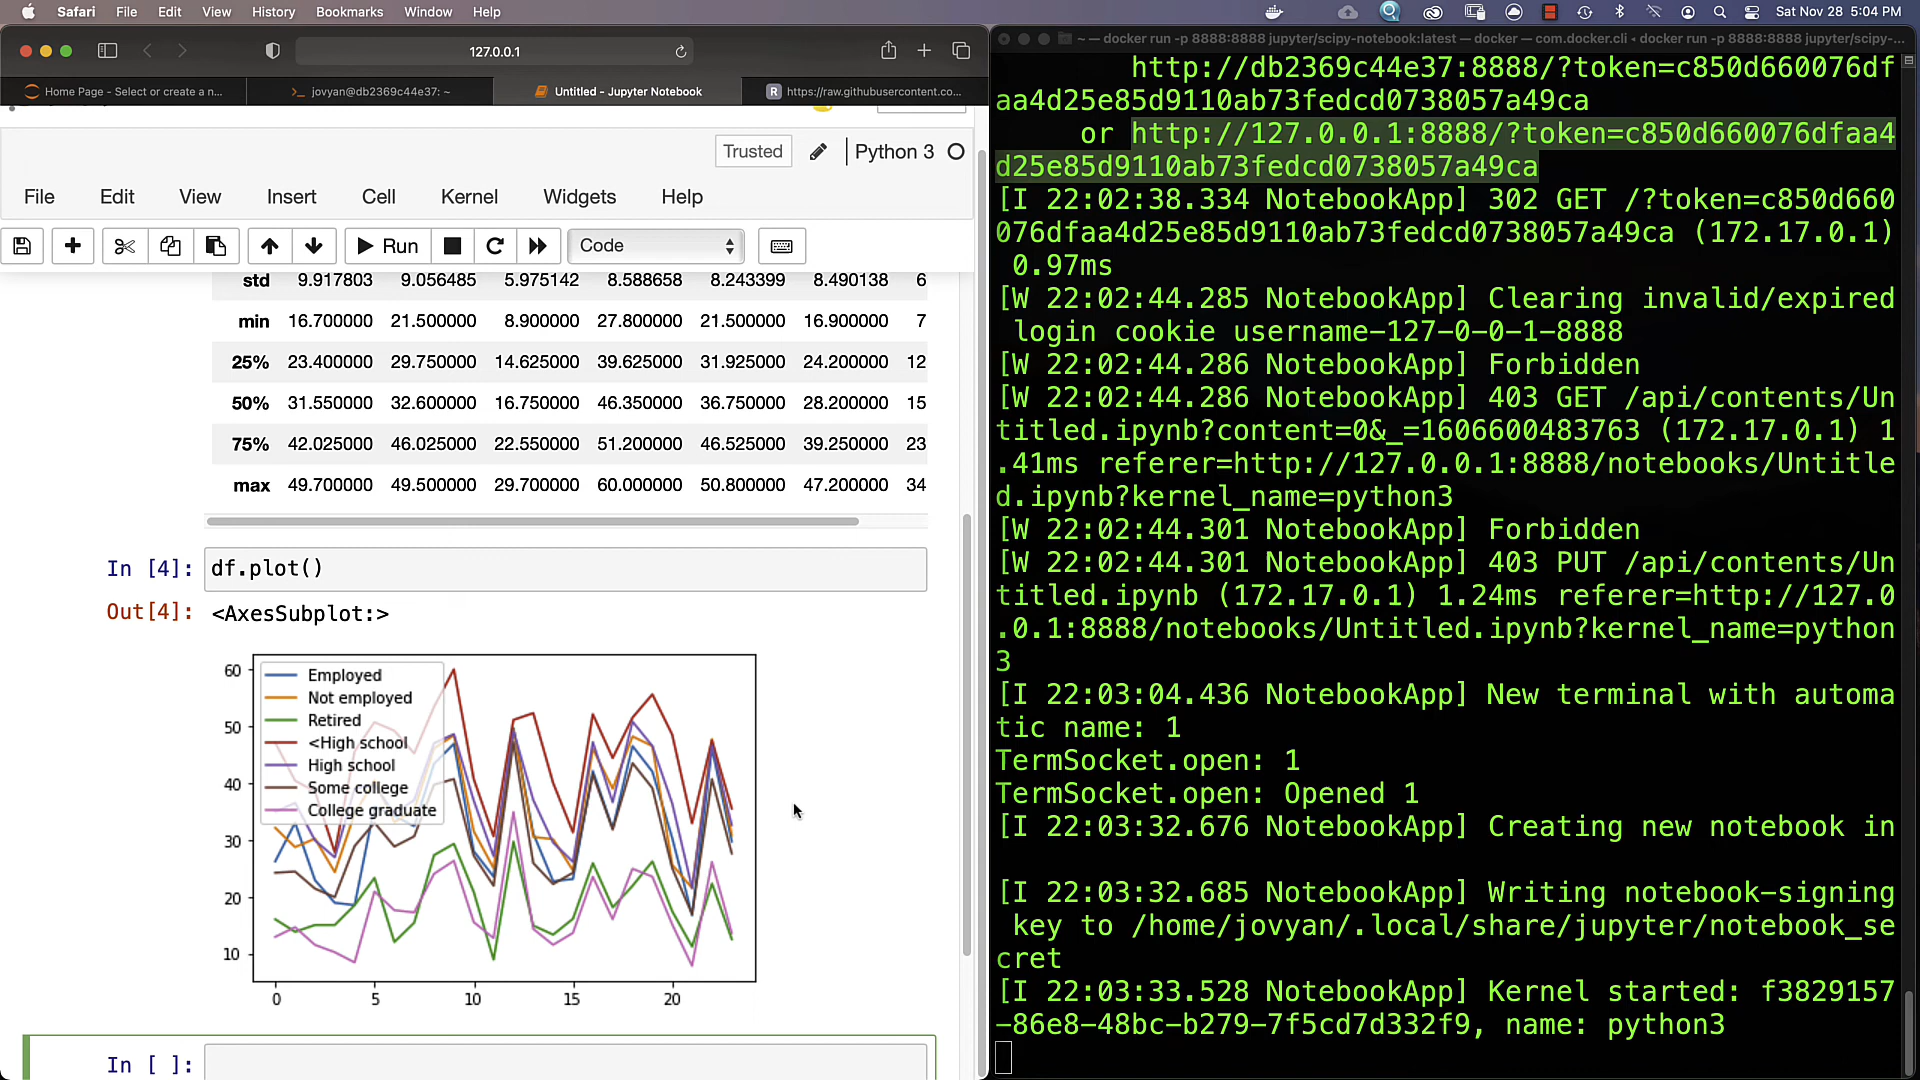 Safari File Edit View History Bookmarks Window Help
Sat Nov 28 5:04 PM
127.0.0.1
Home Page - Select or create a n...
jovyan@db2369c44e37: ~
Untitled - Jupyter Notebook
R https://raw.githubusercontent.co...
Trusted
Python 3
File Edit View Insert Cell Kernel Widgets Help
Run
Code
std 9.917803 9.056485 5.975142 8.588658 8.243399 8.490138 6
min 16.700000 21.500000 8.900000 27.800000 21.500000 16.900000 7
25% 23.400000 29.750000 14.625000 39.625000 31.925000 24.200000 12
50% 31.550000 32.600000 16.750000 46.350000 36.750000 28.200000 15
75% 42.025000 46.025000 22.550000 51.200000 46.525000 39.250000 23
max 49.700000 49.500000 29.700000 60.000000 50.800000 47.200000 34
In [4]: df.plot()
Out[4]: <AxesSubplot:>
60
50
40
30
20
10
Employed
Not employed
Retired
<High school
High school
Some college
College graduate
0 5 10 15 20
In [ ]:
~ — docker run -p 8888:8888 jupyter/scipy-notebook:latest — docker — com.docker.cli ◂ docker run -p 8888:8888 jupyter/scipy-...
http://db2369c44e37:8888/?token=c850d660076df
aa4d25e85d9110ab73fedcd0738057a49ca
or http://127.0.0.1:8888/?token=c850d660076dfaa4
d25e85d9110ab73fedcd0738057a49ca
[I 22:02:38.334 NotebookApp] 302 GET /?token=c850d660
076dfaa4d25e85d9110ab73fedcd0738057a49ca (172.17.0.1)
0.97ms
[W 22:02:44.285 NotebookApp] Clearing invalid/expired
login cookie username-127-0-0-1-8888
[W 22:02:44.286 NotebookApp] Forbidden
[W 22:02:44.286 NotebookApp] 403 GET /api/contents/Un
titled.ipynb?content=0&_=1606600483763 (172.17.0.1) 1
.41ms referer=http://127.0.0.1:8888/notebooks/Untitle
d.ipynb?kernel_name=python3
[W 22:02:44.301 NotebookApp] Forbidden
[W 22:02:44.301 NotebookApp] 403 PUT /api/contents/Un
titled.ipynb (172.17.0.1) 1.24ms referer=http://127.0
.0.1:8888/notebooks/Untitled.ipynb?kernel_name=python
3
[I 22:03:04.436 NotebookApp] New terminal with automa
tic name: 1
TermSocket.open: 1
TermSocket.open: Opened 1
[I 22:03:32.676 NotebookApp] Creating new notebook in
[I 22:03:32.685 NotebookApp] Writing notebook-signing
key to /home/jovyan/.local/share/jupyter/notebook_se
cret
[I 22:03:33.528 NotebookApp] Kernel started: f3829157
-86e8-48bc-b279-7f5cd7d332f9, name: python3